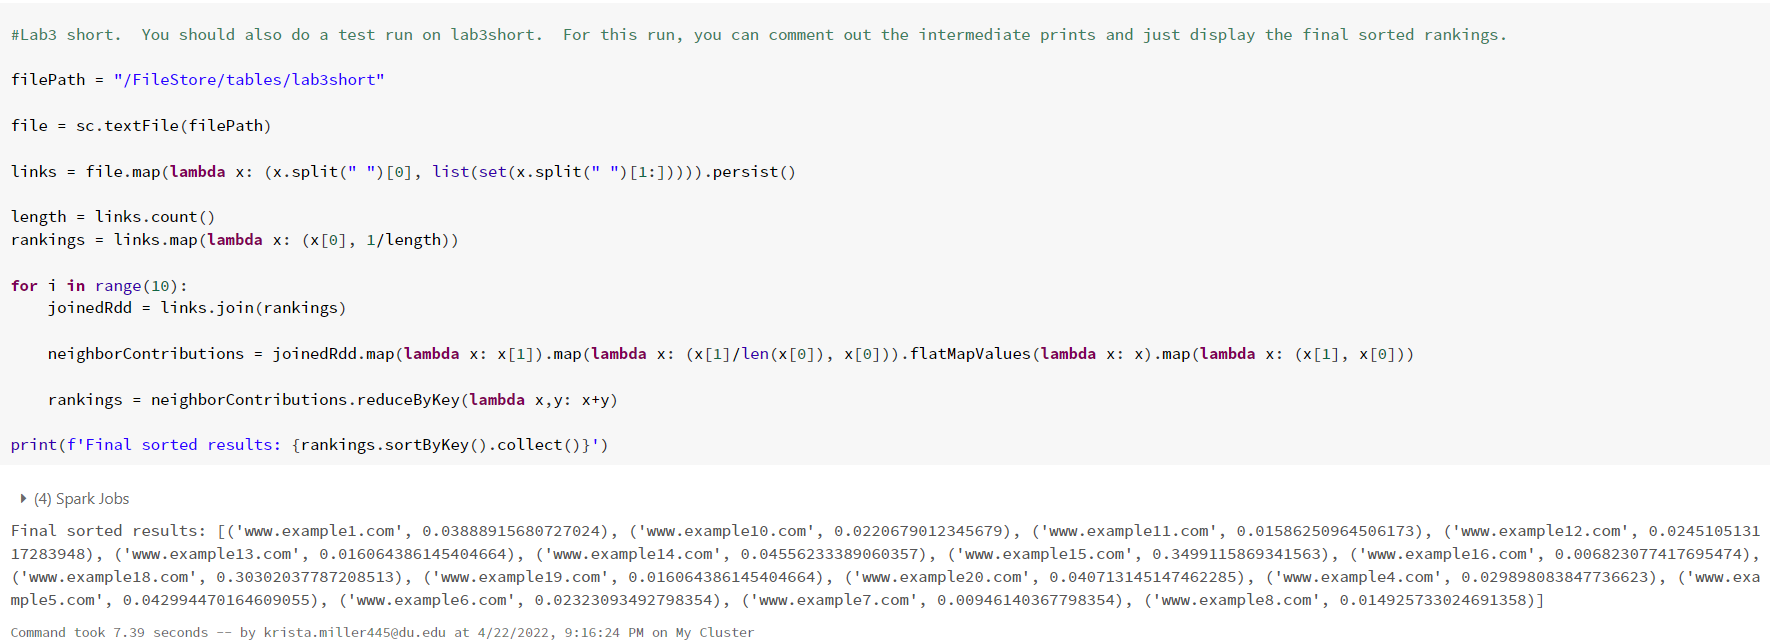 #Lab3 short.  You should also do a test run on lab3short.  For this run, you can comment out the intermediate prints and just display the final sorted rankings.
filePath = "/FileStore/tables/lab3short"
file = sc.textFile(filePath)
links = file.map(lambda x: (x.split(" ")[0], list(set(x.split(" ")[1:])))).persist()
length = links.count()
rankings = links.map(lambda x: (x[0], 1/length))
for i in range(10):
    joinedRdd = links.join(rankings)
    neighborContributions = joinedRdd.map(lambda x: x[1]).map(lambda x: (x[1]/len(x[0]), x[0])).flatMapValues(lambda x: x).map(lambda x: (x[1], x[0]))
    rankings = neighborContributions.reduceByKey(lambda x,y: x+y)
print(f'Final sorted results: {rankings.sortByKey().collect()}')
(4) Spark Jobs
Final sorted results: [('www.example1.com', 0.03888915680727024), ('www.example10.com', 0.0220679012345679), ('www.example11.com', 0.01586250964506173), ('www.example12.com', 0.0245105131
17283948), ('www.example13.com', 0.016064386145404664), ('www.example14.com', 0.04556233389060357), ('www.example15.com', 0.3499115869341563), ('www.example16.com', 0.006823077417695474),
('www.example18.com', 0.30302037787208513), ('www.example19.com', 0.016064386145404664), ('www.example20.com', 0.040713145147462285), ('www.example4.com', 0.029898083847736623), ('www.exa
mple5.com', 0.042994470164609055), ('www.example6.com', 0.02323093492798354), ('www.example7.com', 0.00946140367798354), ('www.example8.com', 0.014925733024691358)]
Command took 7.39 seconds -- by krista.miller445@du.edu at 4/22/2022, 9:16:24 PM on My Cluster